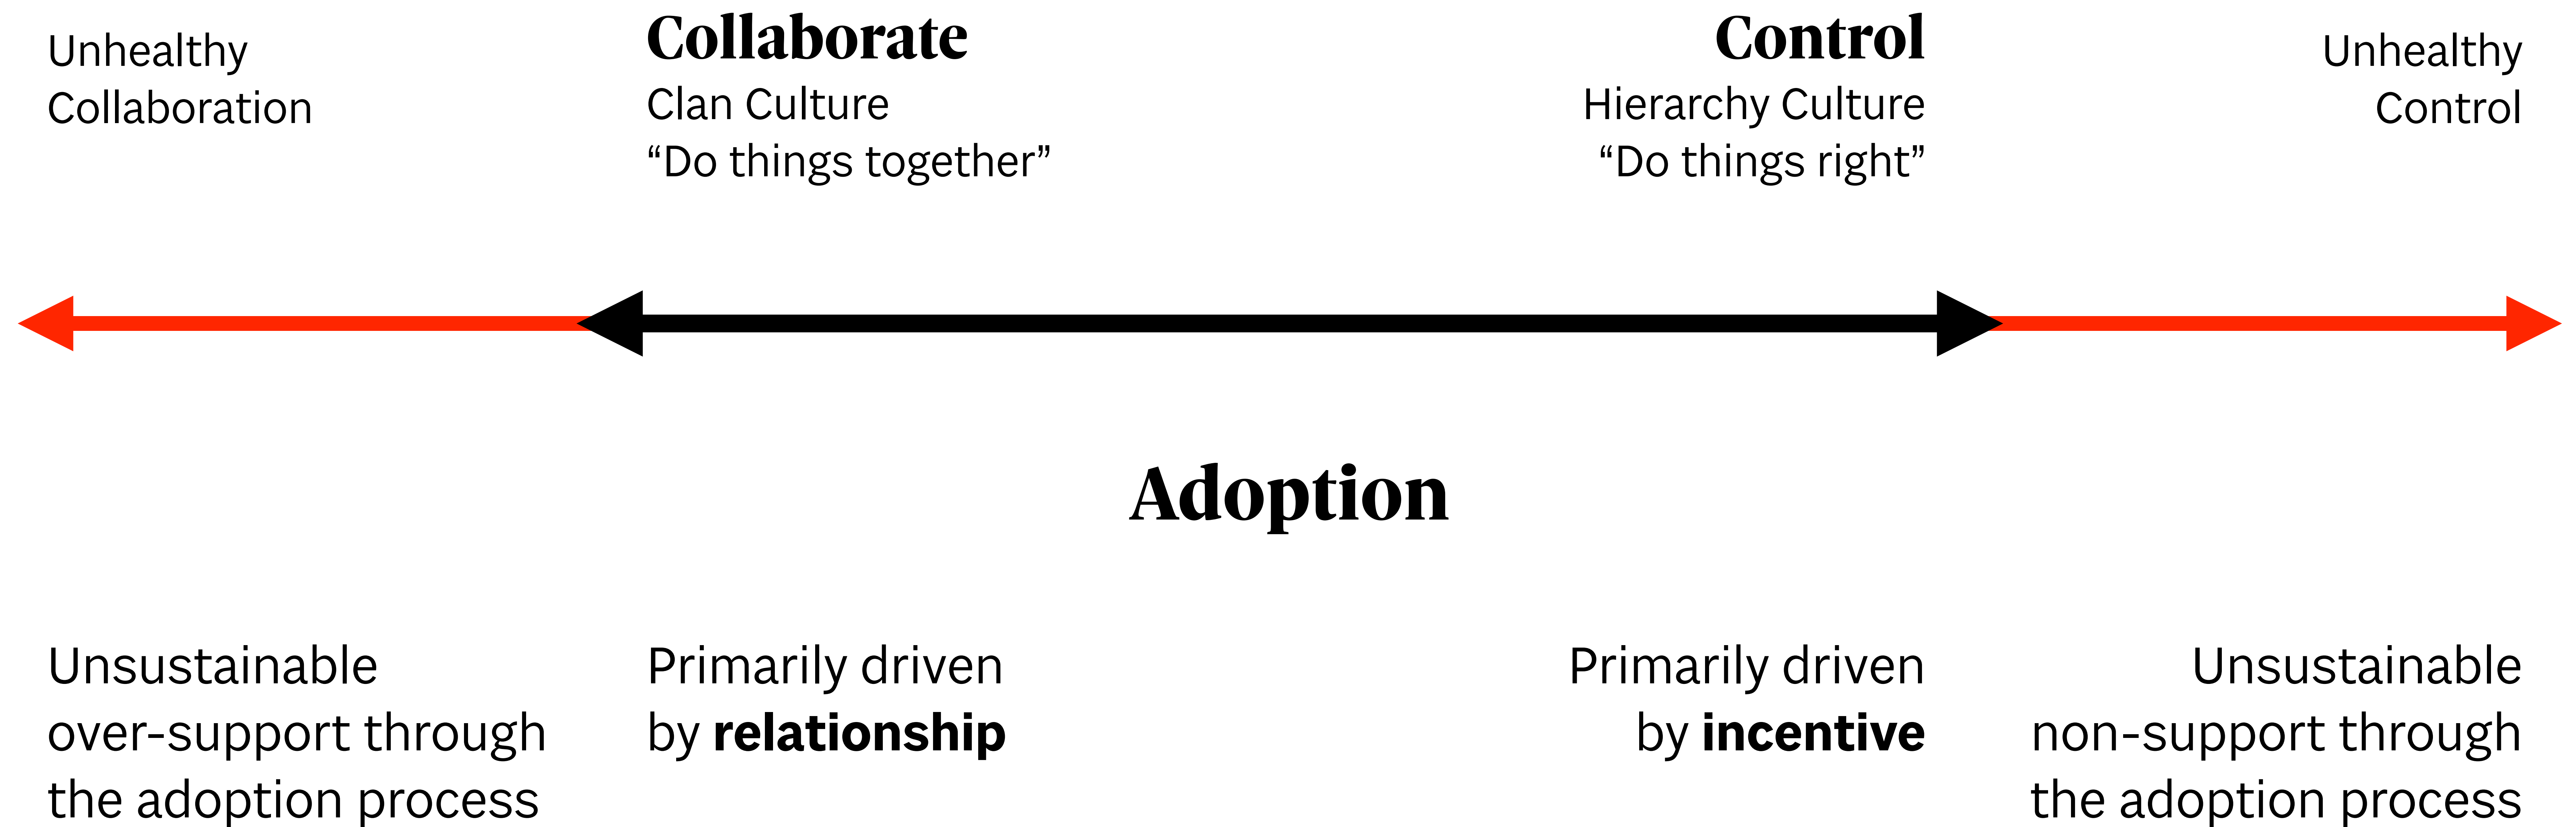 Unhealthy
Collaboration
Collaborate
Clan Culture
“Do things together”
Control
Hierarchy Culture
“Do things right”
Unhealthy
Control
Adoption
Unsustainable
over-support through
the adoption process
Primarily driven
by relationship
Primarily driven
by incentive
Unsustainable
non-support through
the adoption process